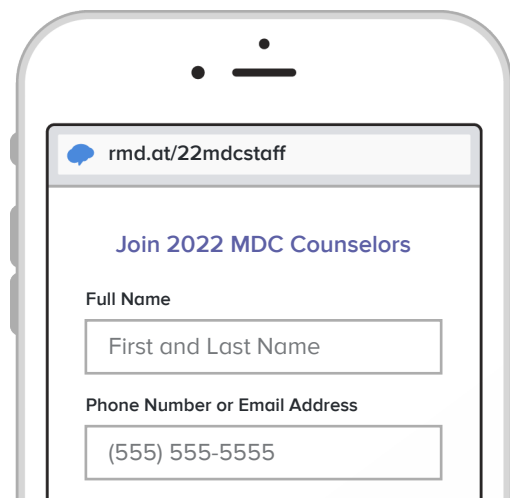 rmd.at/22mdcstaff
Join 2022 MDC Counselors
Full Name
First and Last Name
Phone Number or Email Address
(555) 555-5555